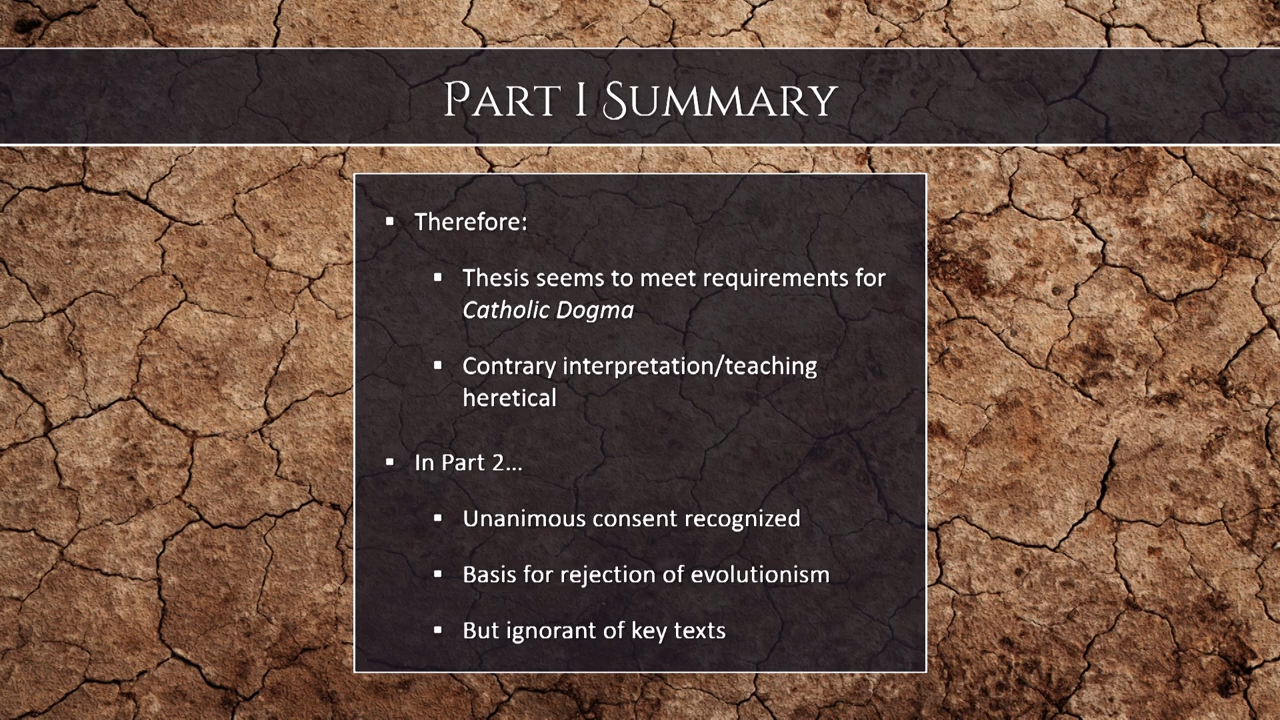 Part I Summary
▪ Therefore:
▪ Thesis seems to meet requirements for
Catholic Dogma
▪ Contrary interpretation/teaching
heretical
▪ In Part 2...
▪ Unanimous consent recognized
▪ Basis for rejection of evolutionism
▪ But ignorant of key texts